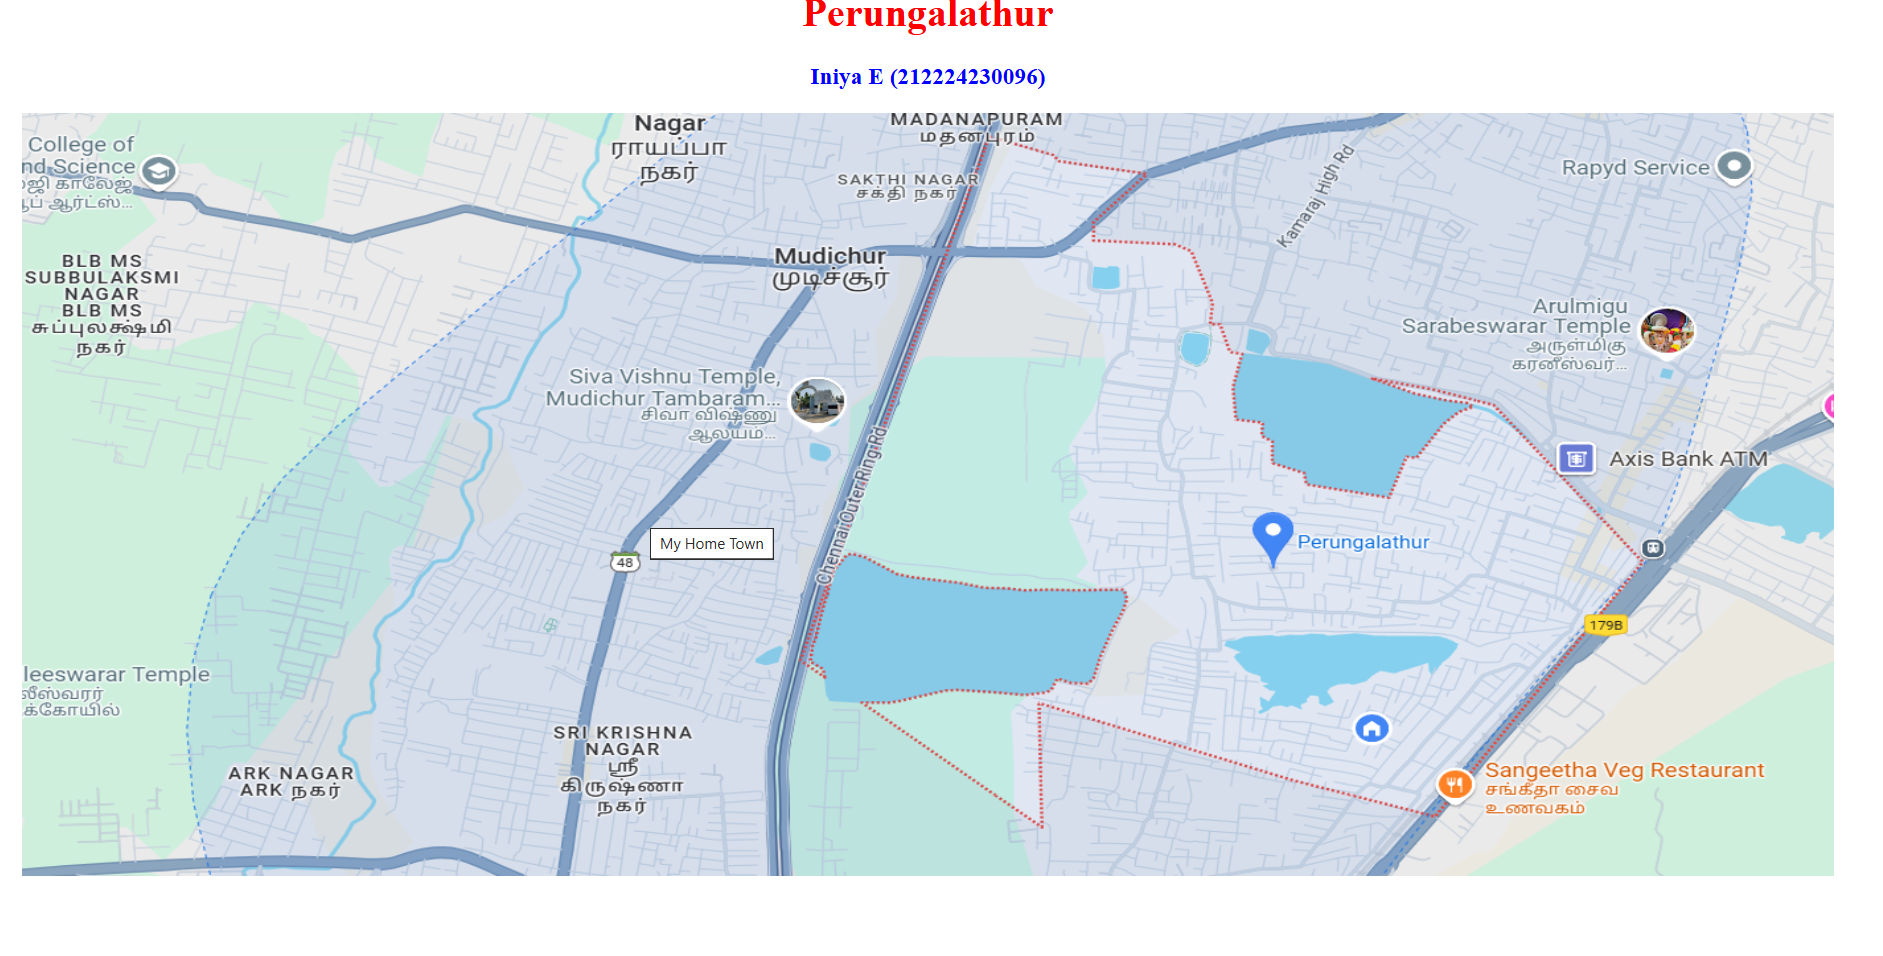 Perungalathur
Iniya E (212224230096)
College of
nd Science
ஜி காலேஜ்
ப் ஆர்ட்ஸ்...
Nagar
ராயப்பா
நகர்
MADANAPURAM
மதனபுரம்
SAKTHI NAGAR
சக்தி நகர்
Kamaraj High Rd
Rapyd Service
BLB MS
SUBBULAKSMI
NAGAR
BLB MS
சுப்புலக்ஷ்மி
நகர்
Mudichur
முடிச்சூர்
Arulmigu
Sarabeswarar Temple
அருள்மிகு
கரனீஸ்வர்...
Siva Vishnu Temple,
Mudichur Tambaram...
சிவா விஷ்ணு
ஆலயம்...
Chennai Outer Ring Rd
Axis Bank ATM
My Home Town
48
Perungalathur
179B
leeswarar Temple
லீஸ்வரர்
க்கோயில்
SRI KRISHNA
NAGAR
ஸ்ரீ
கிருஷ்ணா
நகர்
ARK NAGAR
ARK நகர்
Sangeetha Veg Restaurant
சங்கீதா சைவ
உணவகம்